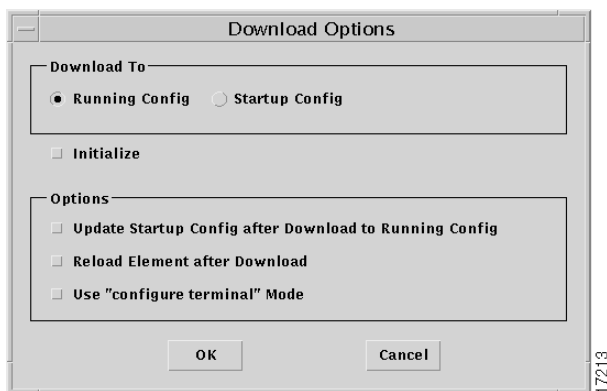 Download Options
Download To
Running Config Startup Config
Initialize
Options
Update Startup Config after Download to Running Config
Reload Element after Download
Use "configure terminal" Mode
OK Cancel
17213